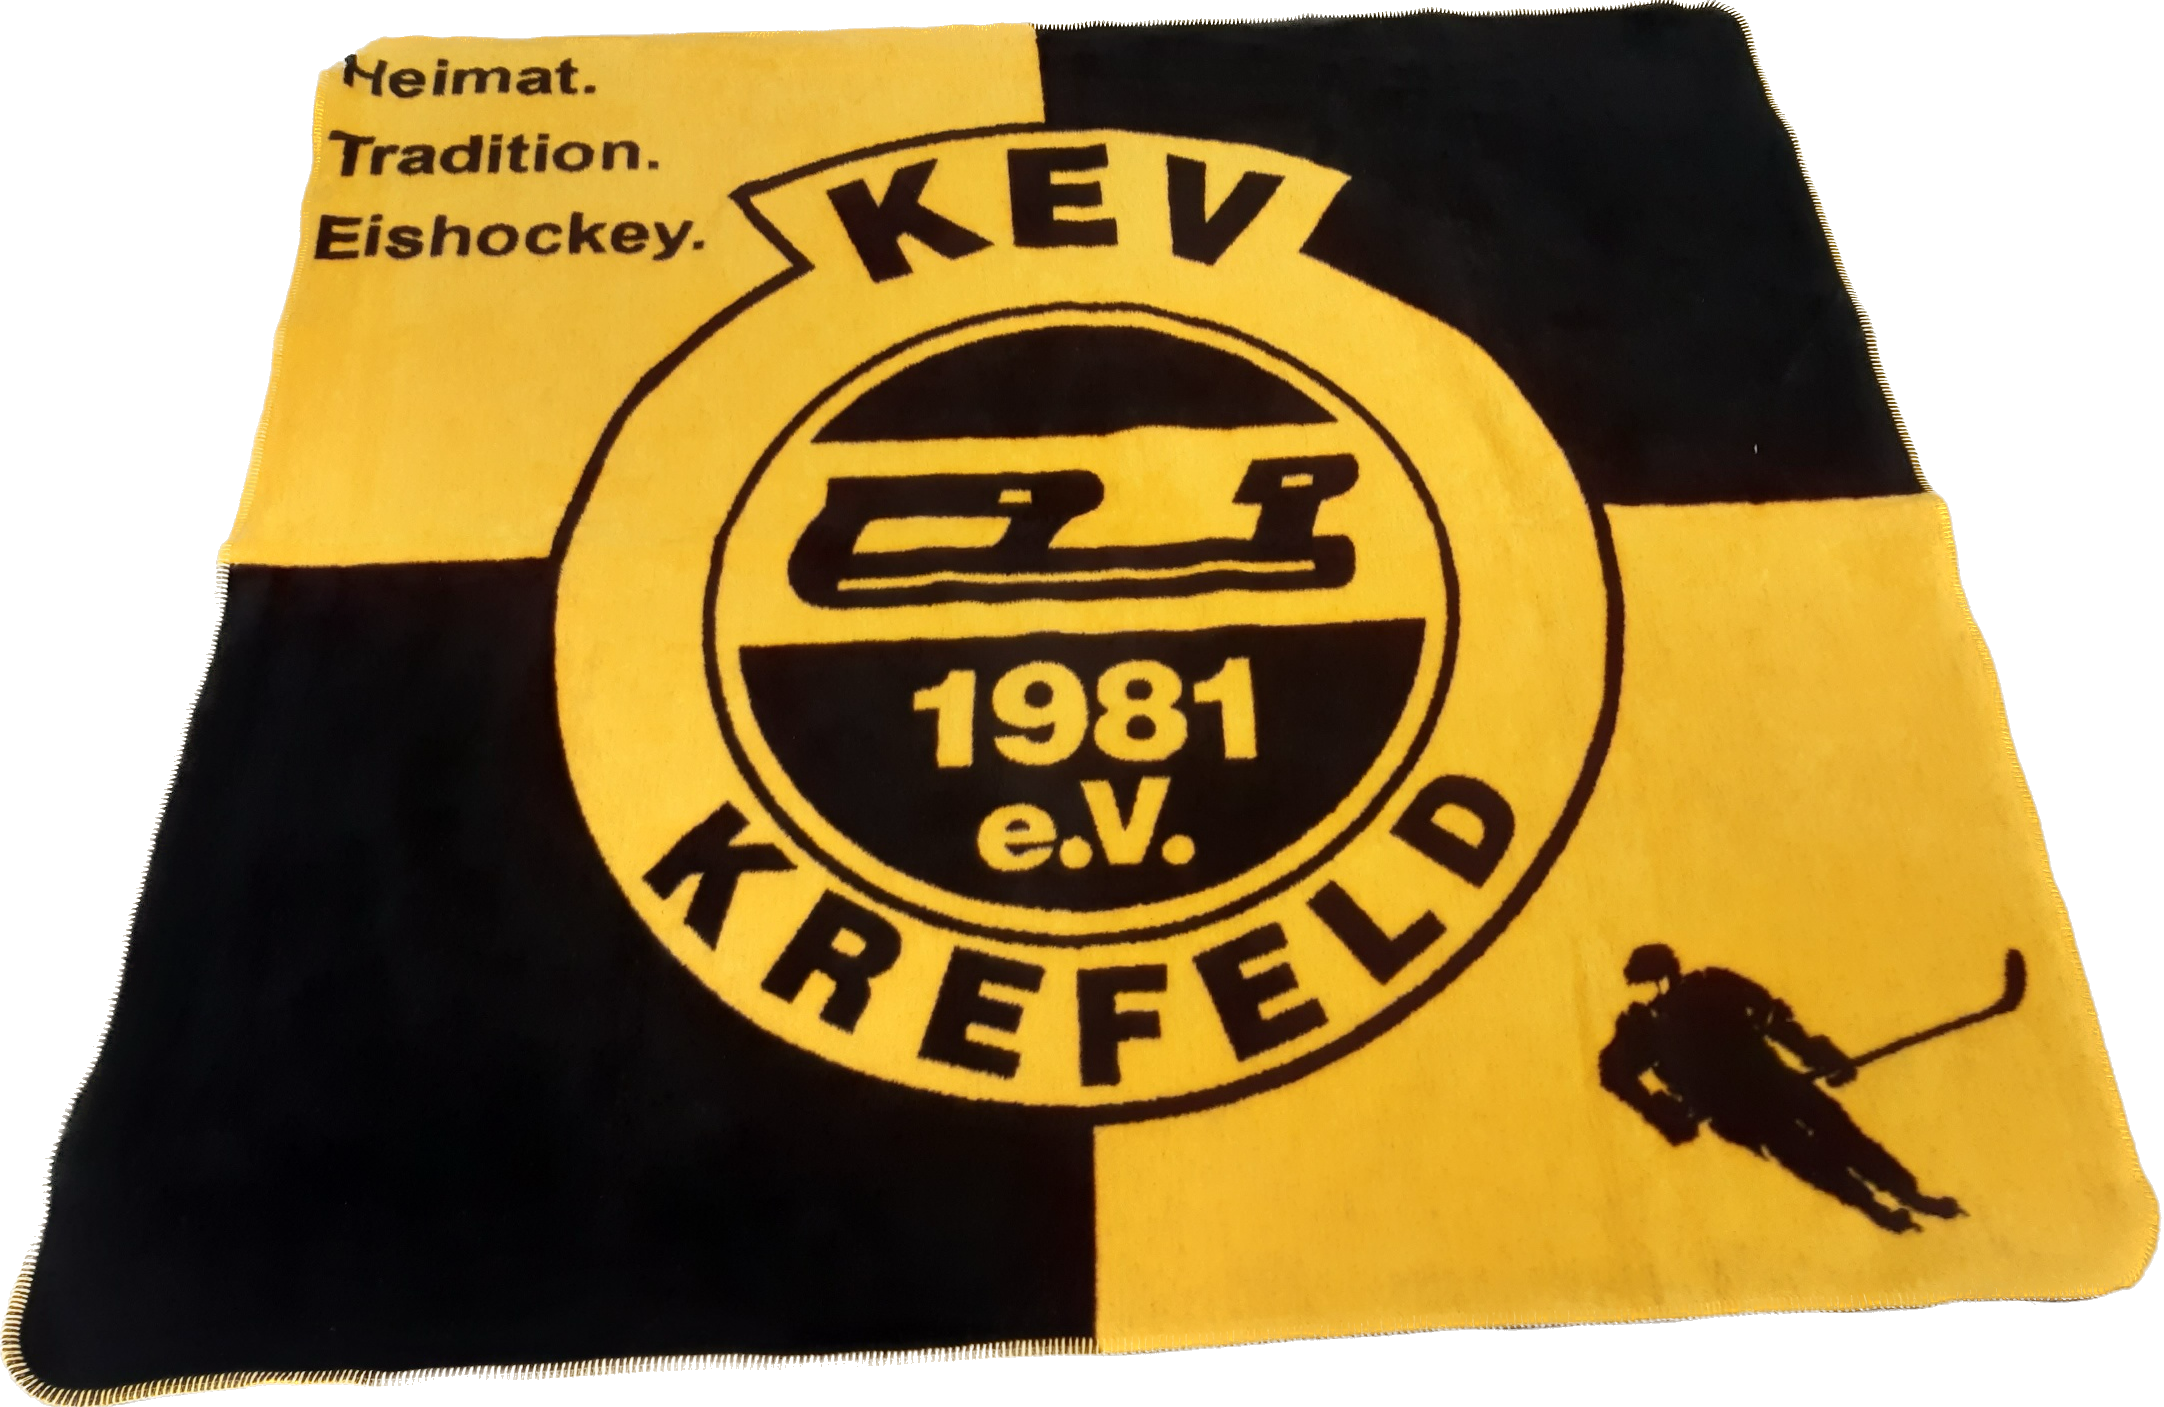 Heimat.
Tradition.
Eishockey.
KEV
1981
e.V.
KREFELD